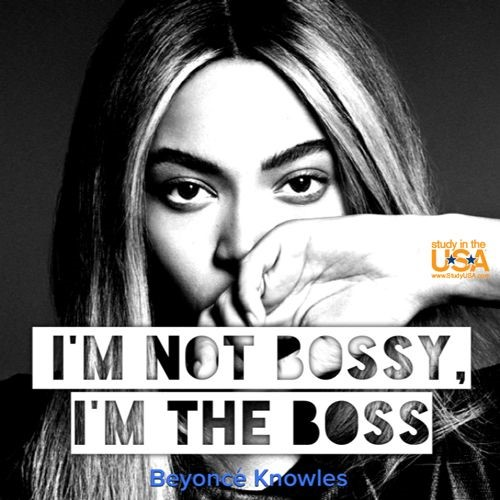 study in the
USA
www.StudyUSA.com
I'M NOT BOSSY,
I'M THE BOSS
Beyoncé Knowles